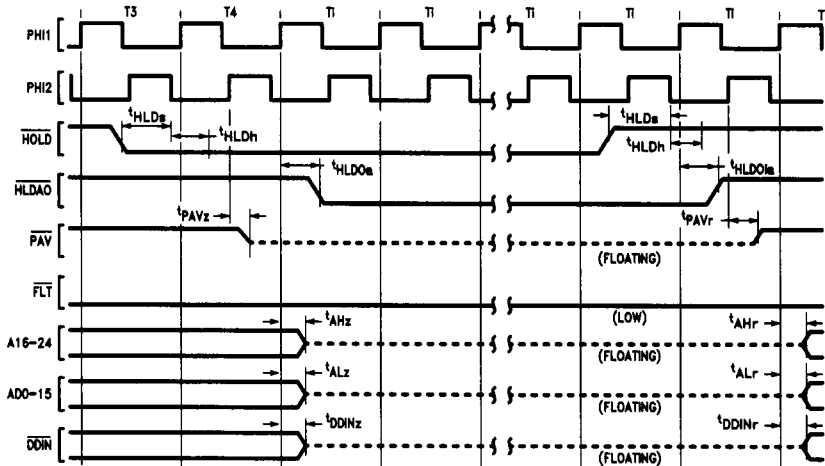 T3 T4 Ti Ti Ti Ti Ti T
PHI1
PHI2
tHLDs tHLDs
HOLD
tHLDh tHLDh
tHLDOa tHLDOia
HLDAO
tPAVz tPAVr
PAV
(FLOATING)
FLT
(LOW)
tAHz tAHr
A16-24
(FLOATING)
tALz tALr
AD0-15
(FLOATING)
tDDINz tDDINr
DDIN
(FLOATING)